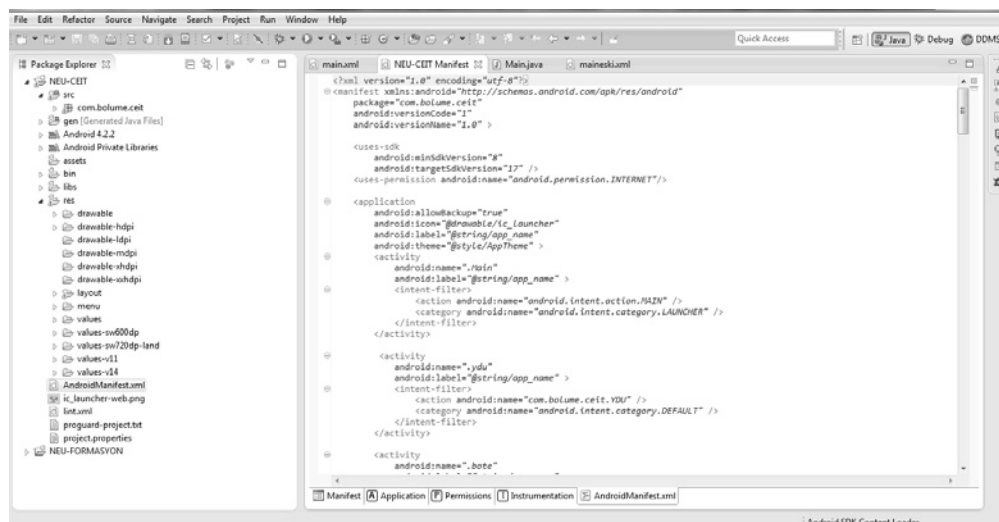 File Edit Refactor Source Navigate Search Project Run Window Help
Quick Access
Java Debug DDMS
Package Explorer
NEU-CEIT
src
com.bolume.ceit
gen [Generated Java Files]
Android 4.2.2
Android Private Libraries
assets
bin
libs
res
drawable
drawable-hdpi
drawable-ldpi
drawable-mdpi
drawable-xhdpi
drawable-xxhdpi
layout
menu
values
values-sw600dp
values-sw720dp-land
values-v11
values-v14
AndroidManifest.xml
ic_launcher-web.png
lint.xml
proguard-project.txt
project.properties
NEU-FORMASYON
main.xml NEU-CEIT Manifest Main.java maineski.xml
<?xml version="1.0" encoding="utf-8"?>
<manifest xmlns:android="http://schemas.android.com/apk/res/android"
package="com.bolume.ceit"
android:versionCode="1"
android:versionName="1.0" >
<uses-sdk
android:minSdkVersion="8"
android:targetSdkVersion="17" />
<uses-permission android:name="android.permission.INTERNET"/>
<application
android:allowBackup="true"
android:icon="@drawable/ic_launcher"
android:label="@string/app_name"
android:theme="@style/AppTheme" >
<activity
android:name=".Main"
android:label="@string/app_name" >
<intent-filter>
<action android:name="android.intent.action.MAIN" />
<category android:name="android.intent.category.LAUNCHER" />
</intent-filter>
</activity>
<activity
android:name=".ydu"
android:label="@string/app_name" >
<intent-filter>
<action android:name="com.bolume.ceit.YDU" />
<category android:name="android.intent.category.DEFAULT" />
</intent-filter>
</activity>
<activity
android:name=".bote"
Manifest A Application P Permissions I Instrumentation AndroidManifest.xml
Android SDK Content Loader